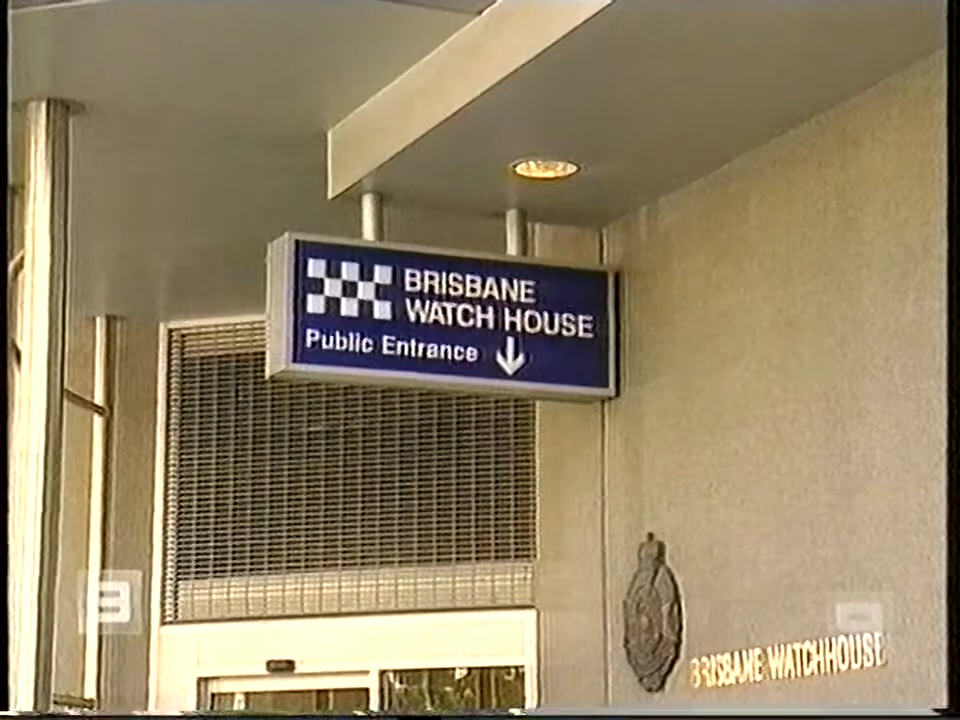 BRISBANE
WATCH HOUSE
Public Entrance
BRISBANE WATCHHOUSE